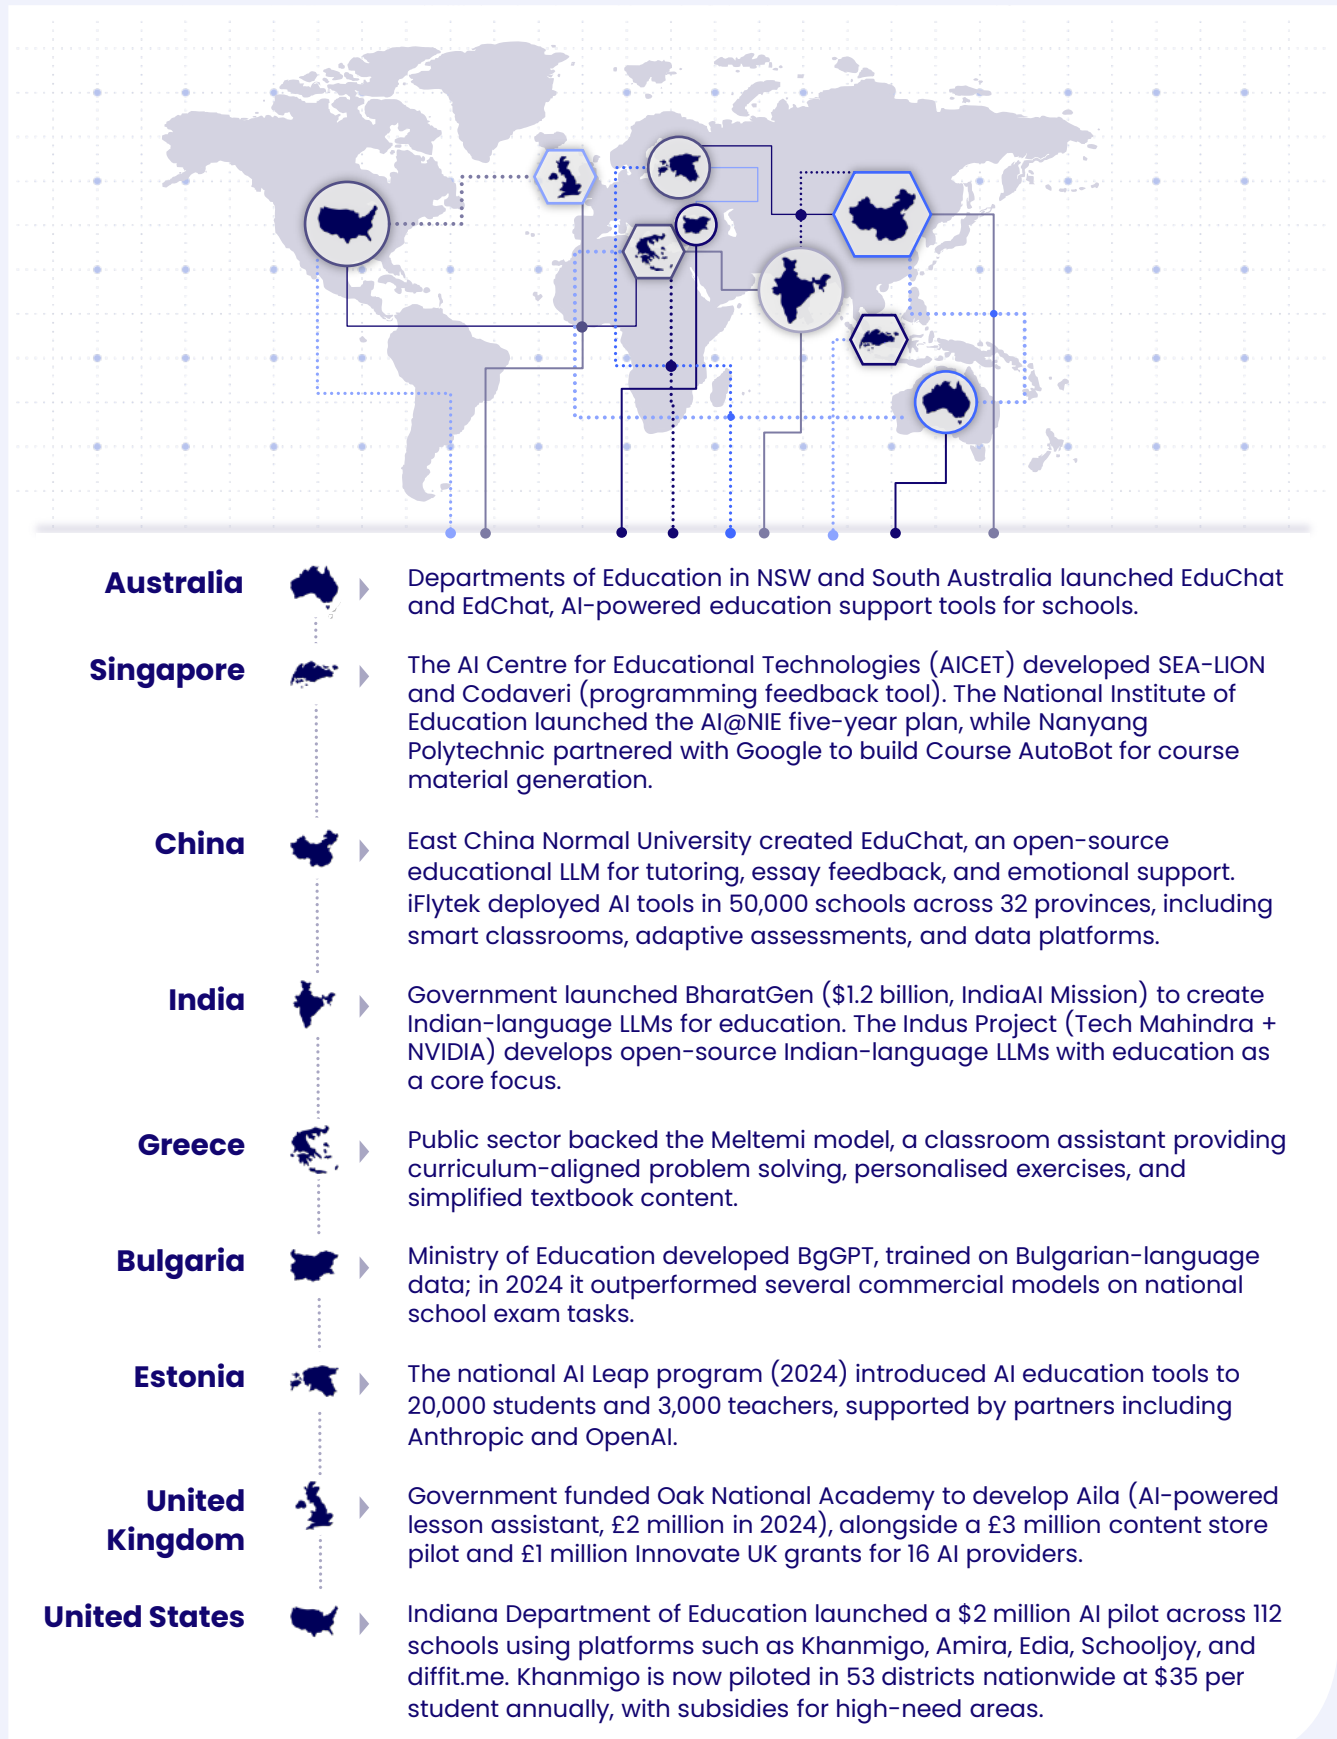 Australia
Departments of Education in NSW and South Australia launched EduChat
and EdChat, AI-powered education support tools for schools.
Singapore
The AI Centre for Educational Technologies (AICET) developed SEA-LION
and Codaveri (programming feedback tool). The National Institute of
Education launched the AI@NIE five-year plan, while Nanyang
Polytechnic partnered with Google to build Course AutoBot for course
material generation.
China
East China Normal University created EduChat, an open-source
educational LLM for tutoring, essay feedback, and emotional support.
iFlytek deployed AI tools in 50,000 schools across 32 provinces, including
smart classrooms, adaptive assessments, and data platforms.
India
Government launched BharatGen ($1.2 billion, IndiaAI Mission) to create
Indian-language LLMs for education. The Indus Project (Tech Mahindra +
NVIDIA) develops open-source Indian-language LLMs with education as
a core focus.
Greece
Public sector backed the Meltemi model, a classroom assistant providing
curriculum-aligned problem solving, personalised exercises, and
simplified textbook content.
Bulgaria
Ministry of Education developed BgGPT, trained on Bulgarian-language
data; in 2024 it outperformed several commercial models on national
school exam tasks.
Estonia
The national AI Leap program (2024) introduced AI education tools to
20,000 students and 3,000 teachers, supported by partners including
Anthropic and OpenAI.
United
Kingdom
Government funded Oak National Academy to develop Aila (AI-powered
lesson assistant, £2 million in 2024), alongside a £3 million content store
pilot and £1 million Innovate UK grants for 16 AI providers.
United States
Indiana Department of Education launched a $2 million AI pilot across 112
schools using platforms such as Khanmigo, Amira, Edia, Schooljoy, and
diffit.me. Khanmigo is now piloted in 53 districts nationwide at $35 per
student annually, with subsidies for high-need areas.